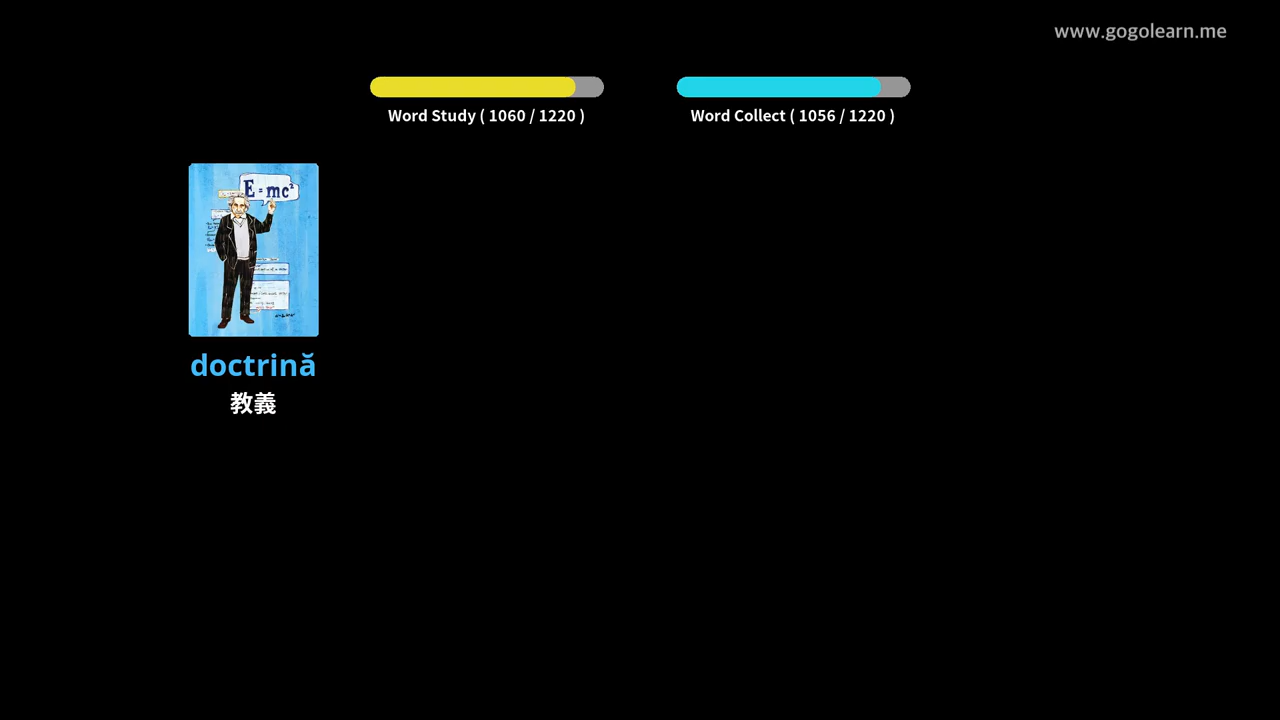 www.gogolearn.me
Word Study ( 1060 / 1220 )
Word Collect ( 1056 / 1220 )
E = mc²
doctrină
教義